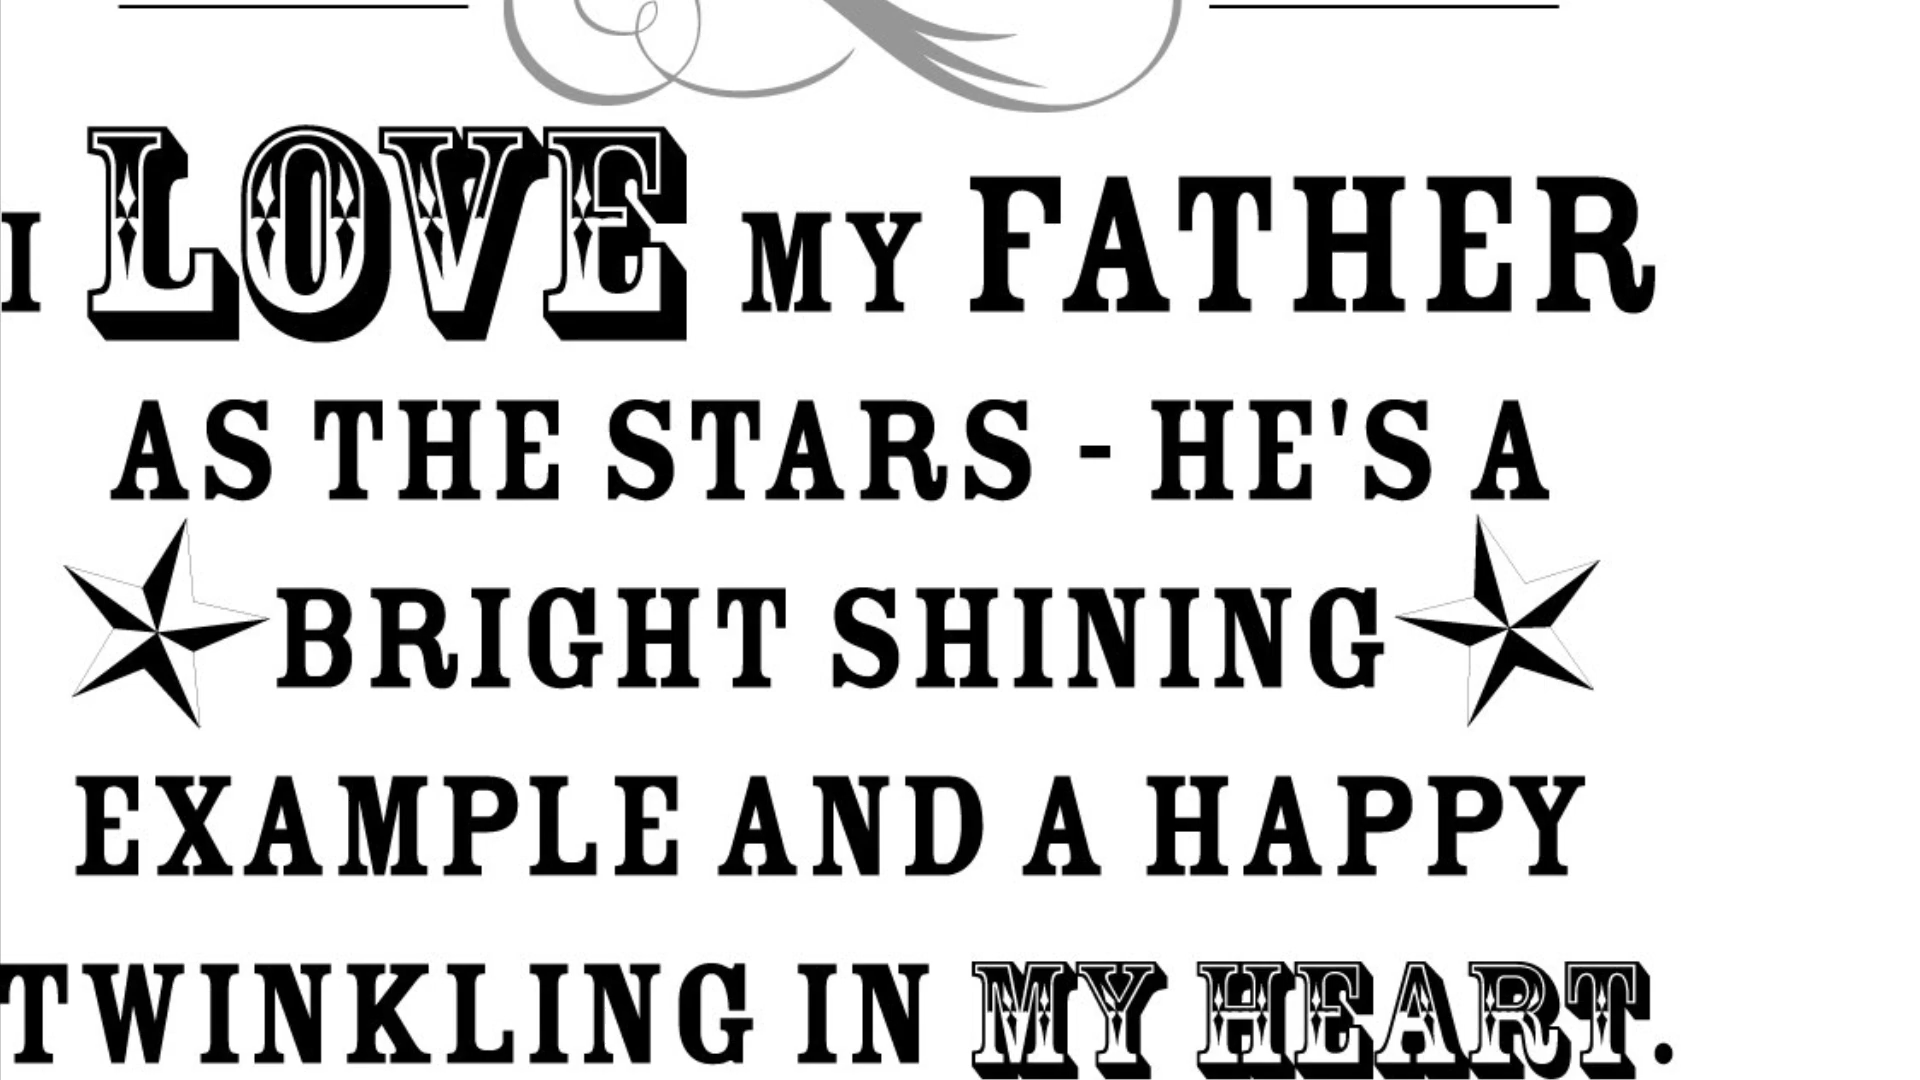 I LOVE MY FATHER
AS THE STARS - HE'S A
BRIGHT SHINING
EXAMPLE AND A HAPPY
TWINKLING IN MY HEART.